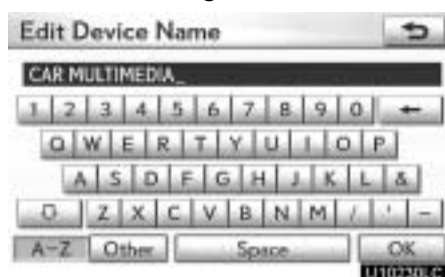 Edit Device Name
CAR MULTIMEDIA_
1 2 3 4 5 6 7 8 9 0 ←
Q W E R T Y U I O P
A S D F G H J K L &
Z X C V B N M / ' -
A-Z Other Space OK